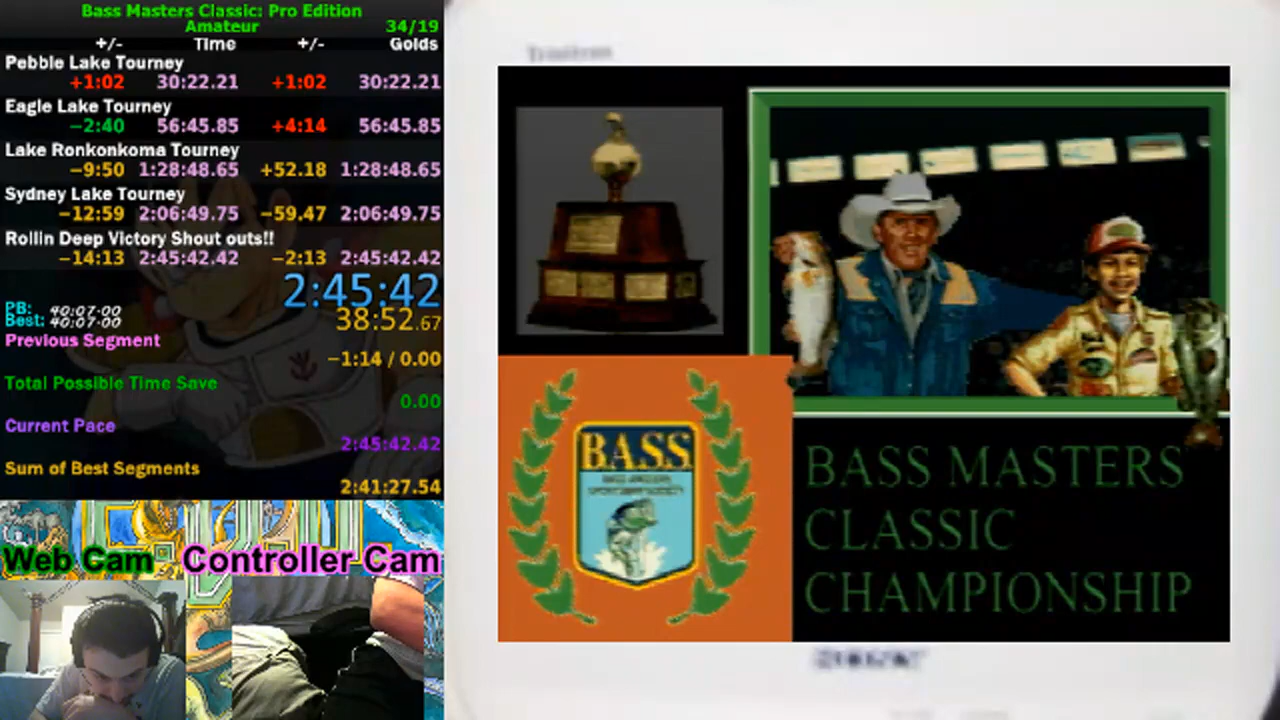 Bass Masters Classic: Pro Edition
Amateur 34/19
+/- Time +/- Golds
Pebble Lake Tourney
+1:02 30:22.21 +1:02 30:22.21
Eagle Lake Tourney
−2:40 56:45.85 +4:14 56:45.85
Lake Ronkonkoma Tourney
−9:50 1:28:48.65 +52.18 1:28:48.65
Sydney Lake Tourney
−12:59 2:06:49.75 −59.47 2:06:49.75
Rollin Deep Victory Shout outs!!
−14:13 2:45:42.42 −2:13 2:45:42.42
2:45:42
PB: 40:07.00
Best: 40:07.00
38:52.67
Previous Segment
−1:14 / 0.00
Total Possible Time Save
0.00
Current Pace
2:45:42.42
Sum of Best Segments
2:41:27.54
Web Cam Controller Cam
BASS
BASS MASTERS
CLASSIC
CHAMPIONSHIP